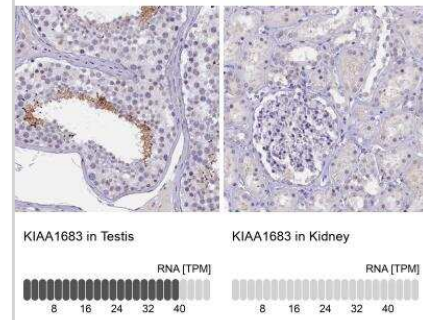 KIAA1683 in Testis
RNA [TPM]
8 16 24 32 40
KIAA1683 in Kidney
RNA [TPM]
8 16 24 32 40